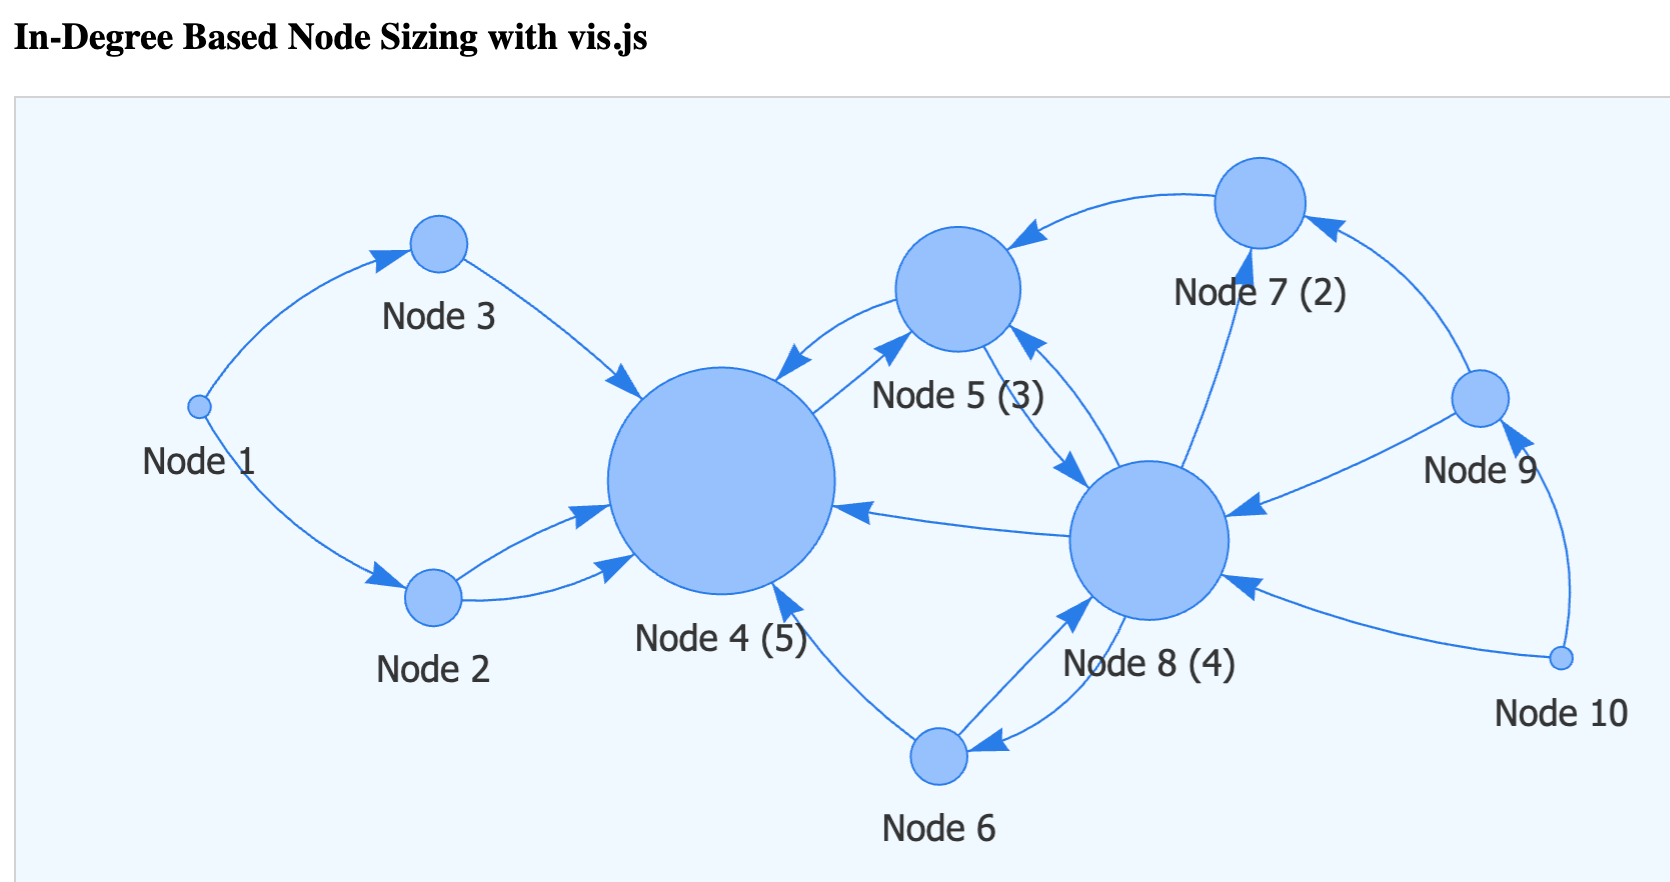 In-Degree Based Node Sizing with vis.js
Node 7 (2)
Node 3
Node 5 (3)
Node 1
Node 9
Node 4 (5)
Node 8 (4)
Node 2
Node 10
Node 6